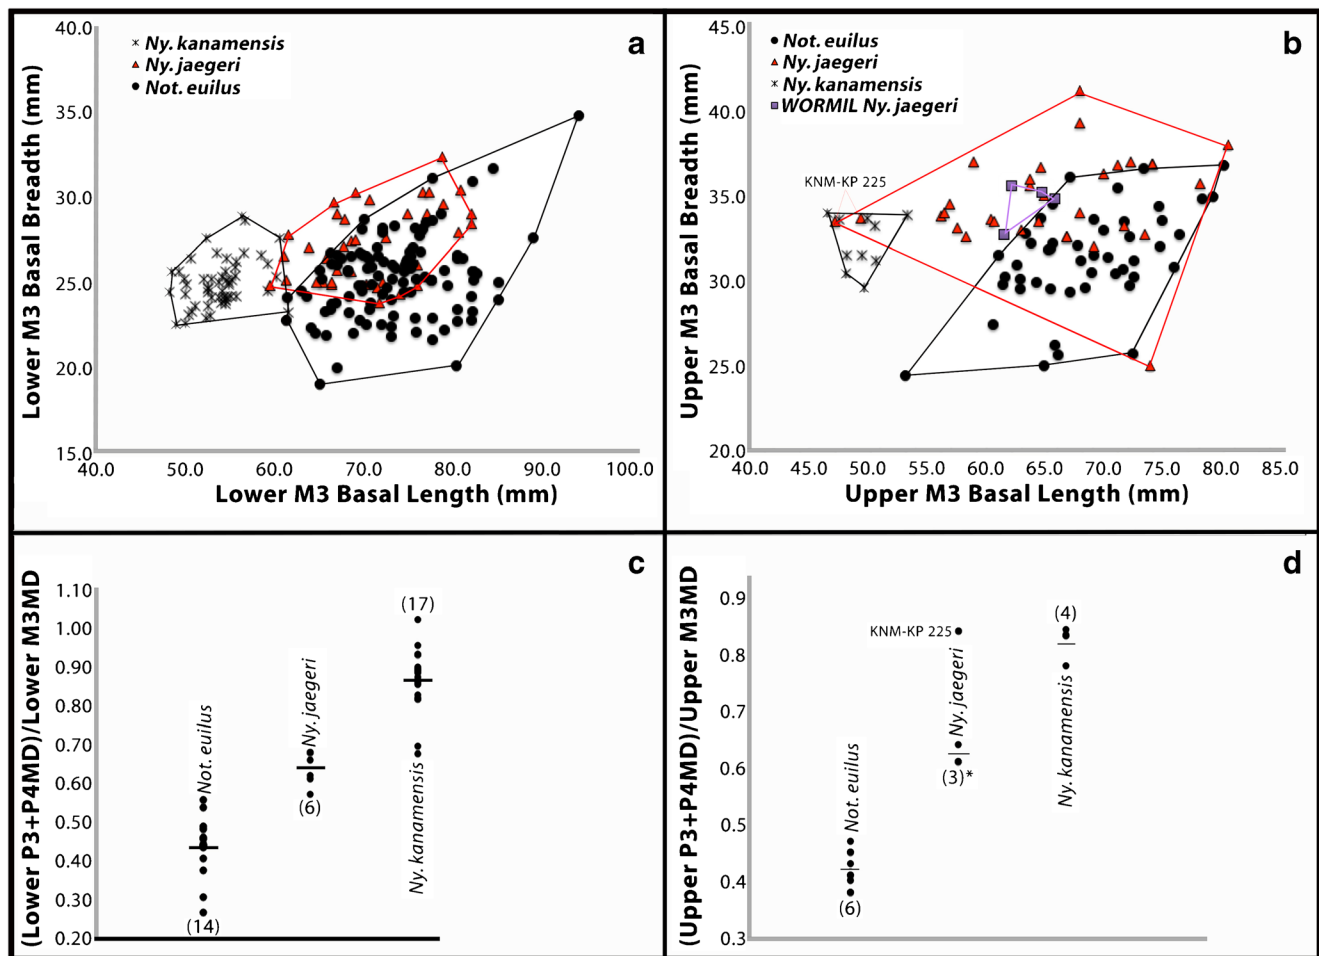 a
Ny. kanamensis
Ny. jaegeri
Not. euilus
Lower M3 Basal Breadth (mm)
40.0
35.0
30.0
25.0
20.0
15.0
40.0 50.0 60.0 70.0 80.0 90.0 100.0
Lower M3 Basal Length (mm)
b
Not. euilus
Ny. jaegeri
Ny. kanamensis
WORMIL Ny. jaegeri
KNM-KP 225
Upper M3 Basal Breadth (mm)
45.0
40.0
35.0
30.0
25.0
20.0
40.0 45.0 50.0 55.0 60.0 65.0 70.0 75.0 80.0 85.0
Upper M3 Basal Length (mm)
c
(Lower P3+P4MD)/Lower M3MD
1.10
1.00
0.90
0.80
0.70
0.60
0.50
0.40
0.30
0.20
Not. euilus
(14)
Ny. jaegeri
(6)
(17)
Ny. kanamensis
d
(Upper P3+P4MD)/Upper M3MD
0.9
0.8
0.7
0.6
0.5
0.4
0.3
Not. euilus
(6)
KNM-KP 225
Ny. jaegeri
(3)*
(4)
Ny. kanamensis